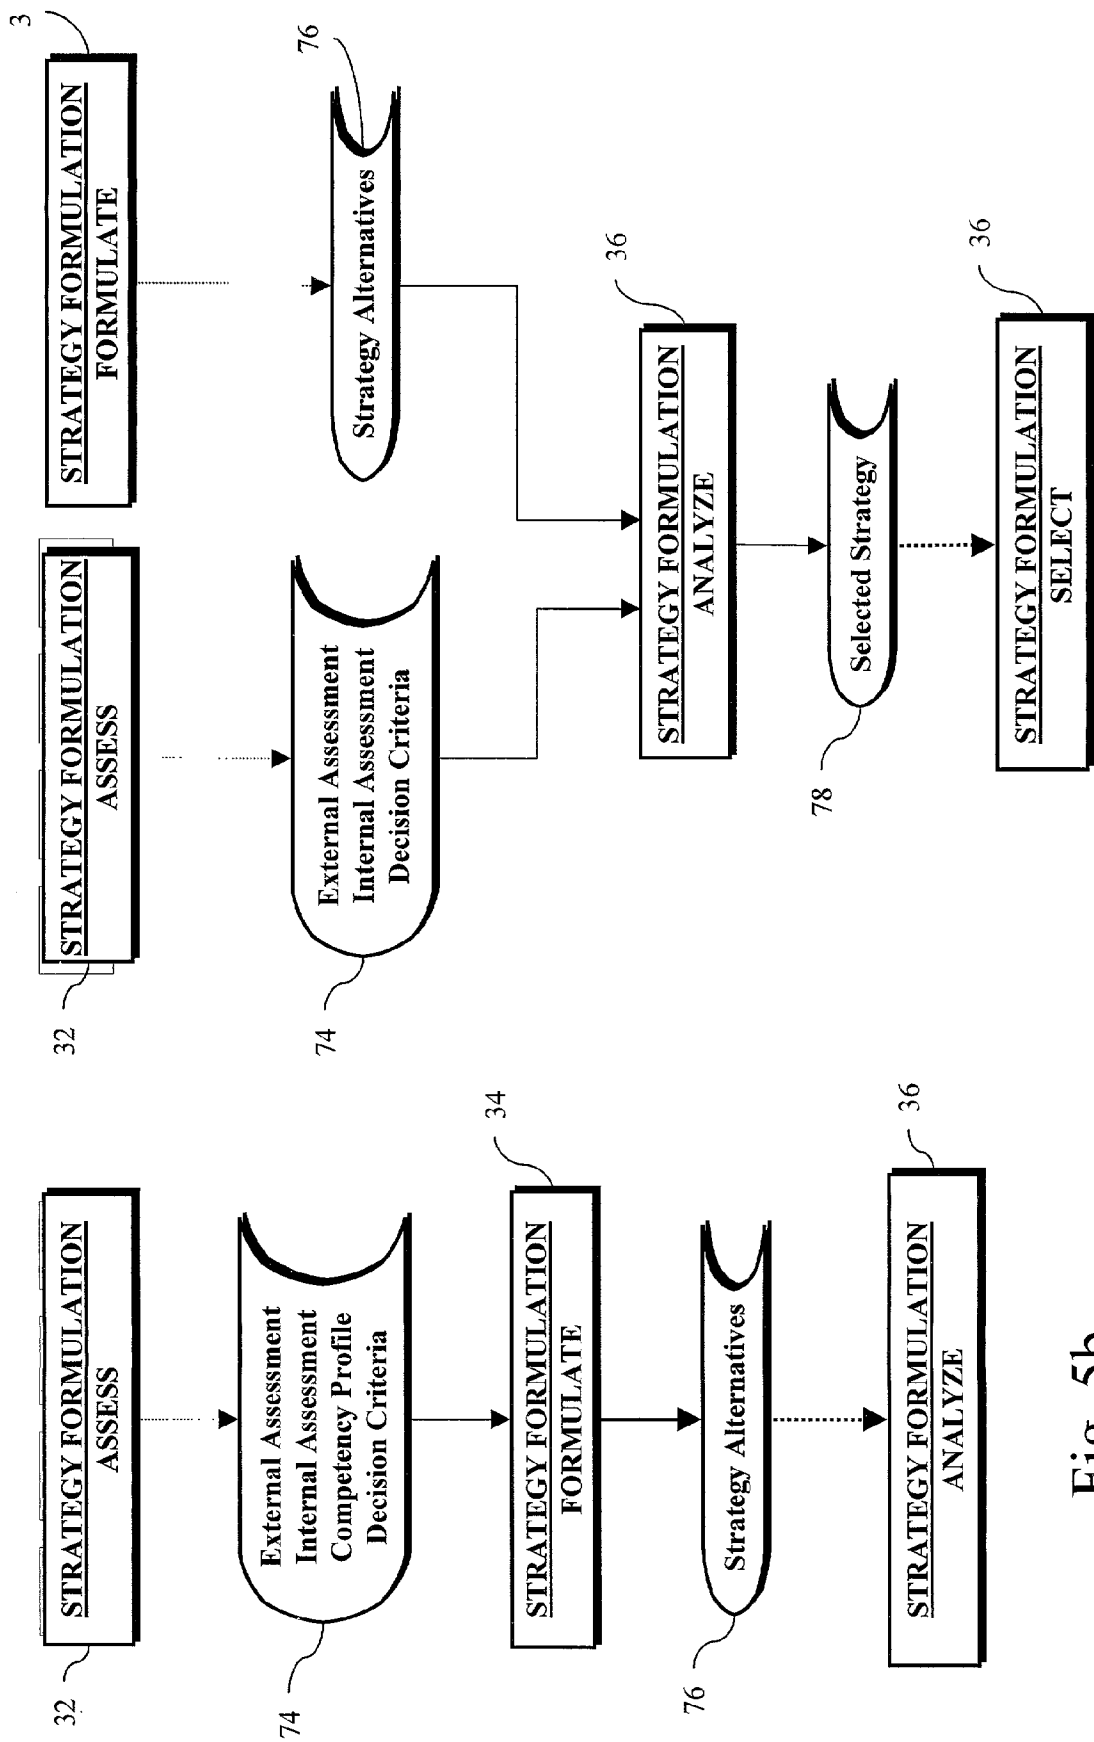 32
STRATEGY FORMULATION
ASSESS
74
External Assessment
Internal Assessment
Competency Profile
Decision Criteria
34
STRATEGY FORMULATION
FORMULATE
76
Strategy Alternatives
36
STRATEGY FORMULATION
ANALYZE
32
STRATEGY FORMULATION
ASSESS
3
STRATEGY FORMULATION
FORMULATE
74
External Assessment
Internal Assessment
Decision Criteria
76
Strategy Alternatives
36
STRATEGY FORMULATION
ANALYZE
78
Selected Strategy
36
STRATEGY FORMULATION
SELECT
Fig. 5b